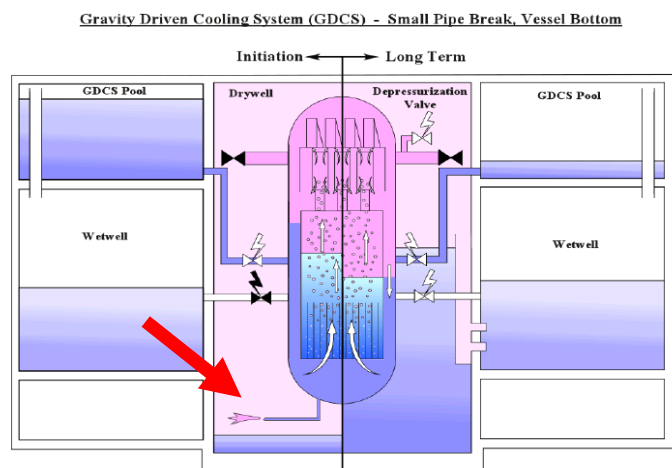 Gravity Driven Cooling System (GDCS) - Small Pipe Break, Vessel Bottom
Initiation
Long Term
GDCS Pool
Drywell
Depressurization
Valve
GDCS Pool
Wetwell
Wetwell